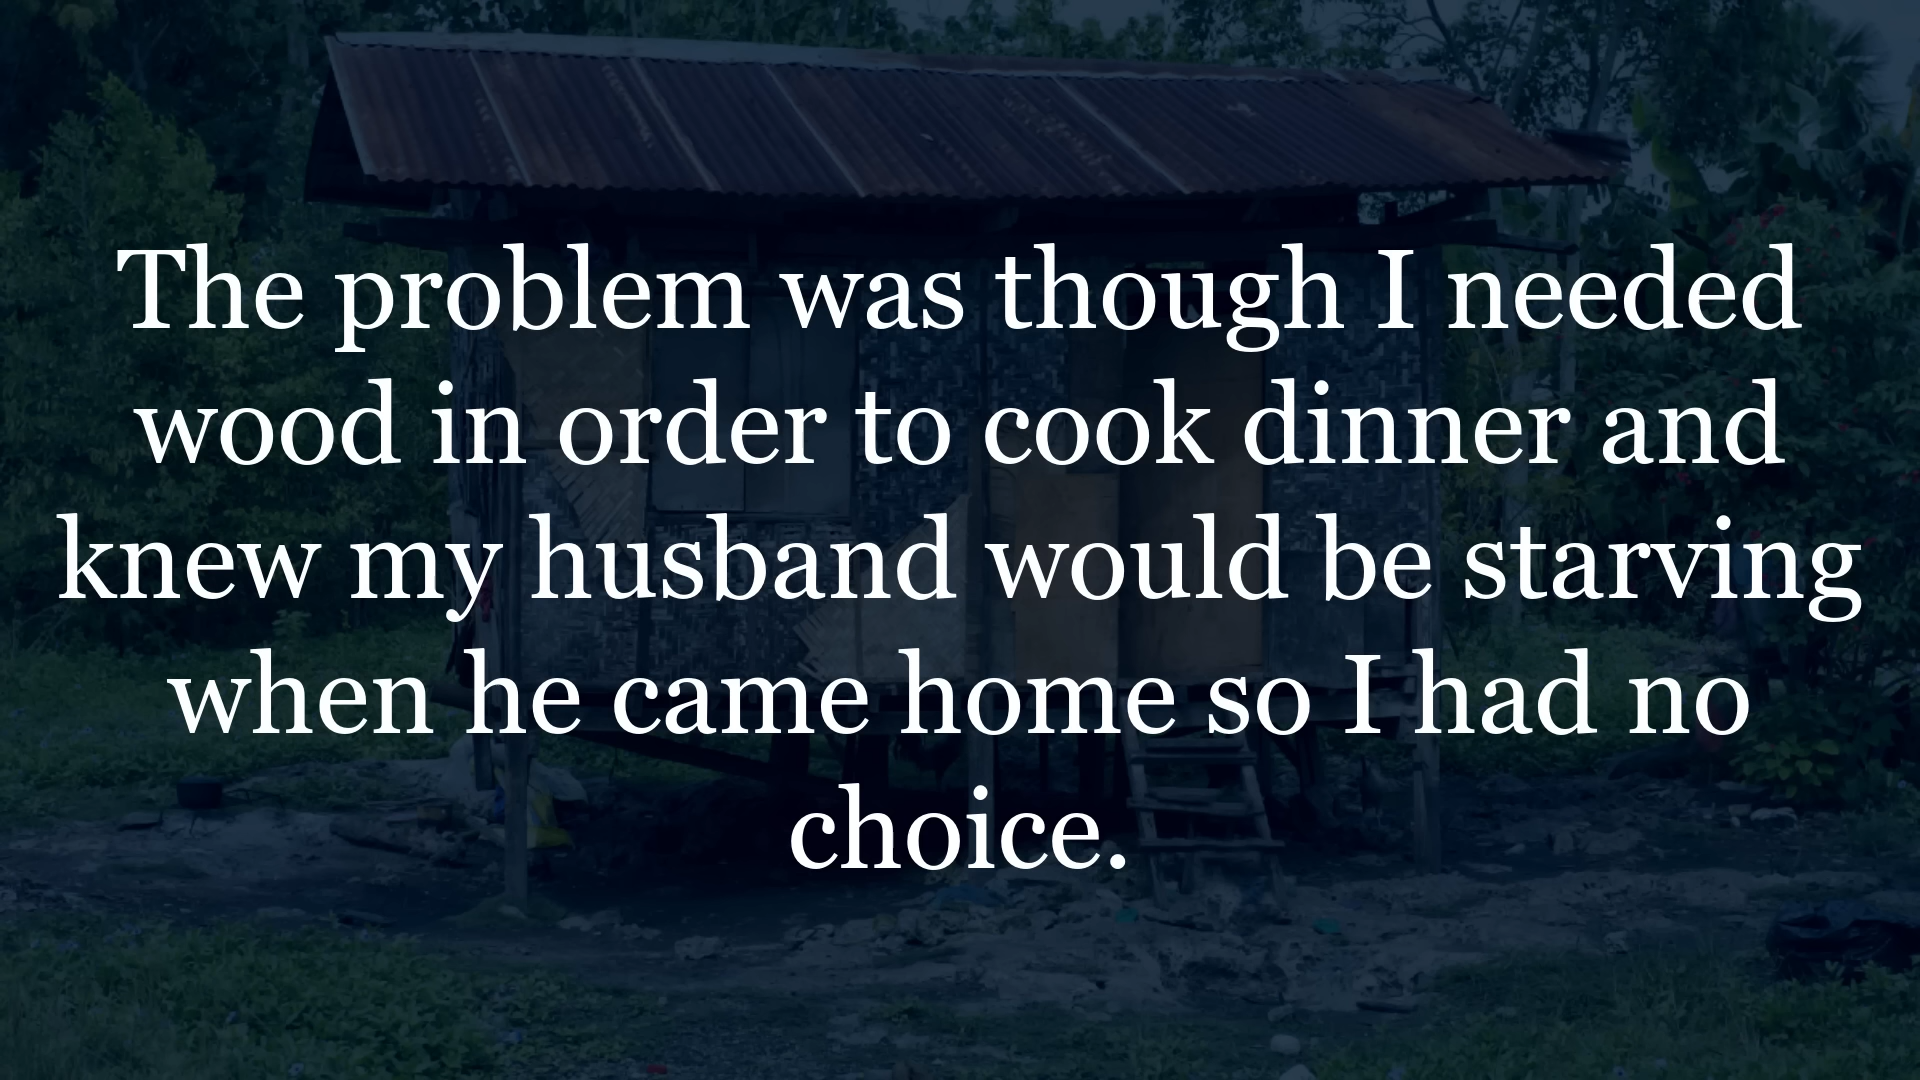 The problem was though I needed
wood in order to cook dinner and
knew my husband would be starving
when he came home so I had no
choice.